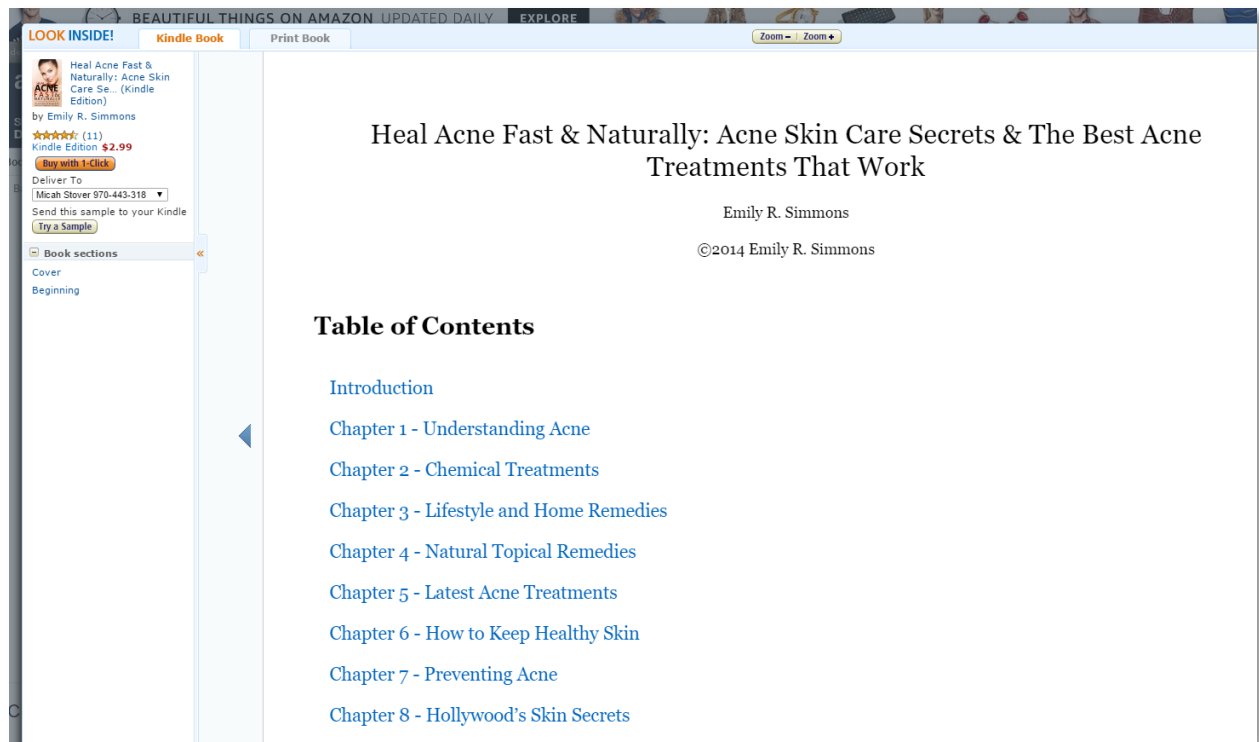 BEAUTIFUL THINGS ON AMAZON UPDATED DAILY EXPLORE
LOOK INSIDE!
Kindle Book
Print Book
Zoom – | Zoom +
Heal Acne Fast &
Naturally: Acne Skin
Care Se... (Kindle
Edition)
by Emily R. Simmons
(11)
Kindle Edition $2.99
Buy with 1-Click
Deliver To
Micah Stover 970-443-318 ▼
Send this sample to your Kindle
Try a Sample
Book sections
«
Cover
Beginning
Heal Acne Fast & Naturally: Acne Skin Care Secrets & The Best Acne
Treatments That Work
Emily R. Simmons
©2014 Emily R. Simmons
Table of Contents
Introduction
Chapter 1 - Understanding Acne
Chapter 2 - Chemical Treatments
Chapter 3 - Lifestyle and Home Remedies
Chapter 4 - Natural Topical Remedies
Chapter 5 - Latest Acne Treatments
Chapter 6 - How to Keep Healthy Skin
Chapter 7 - Preventing Acne
Chapter 8 - Hollywood's Skin Secrets